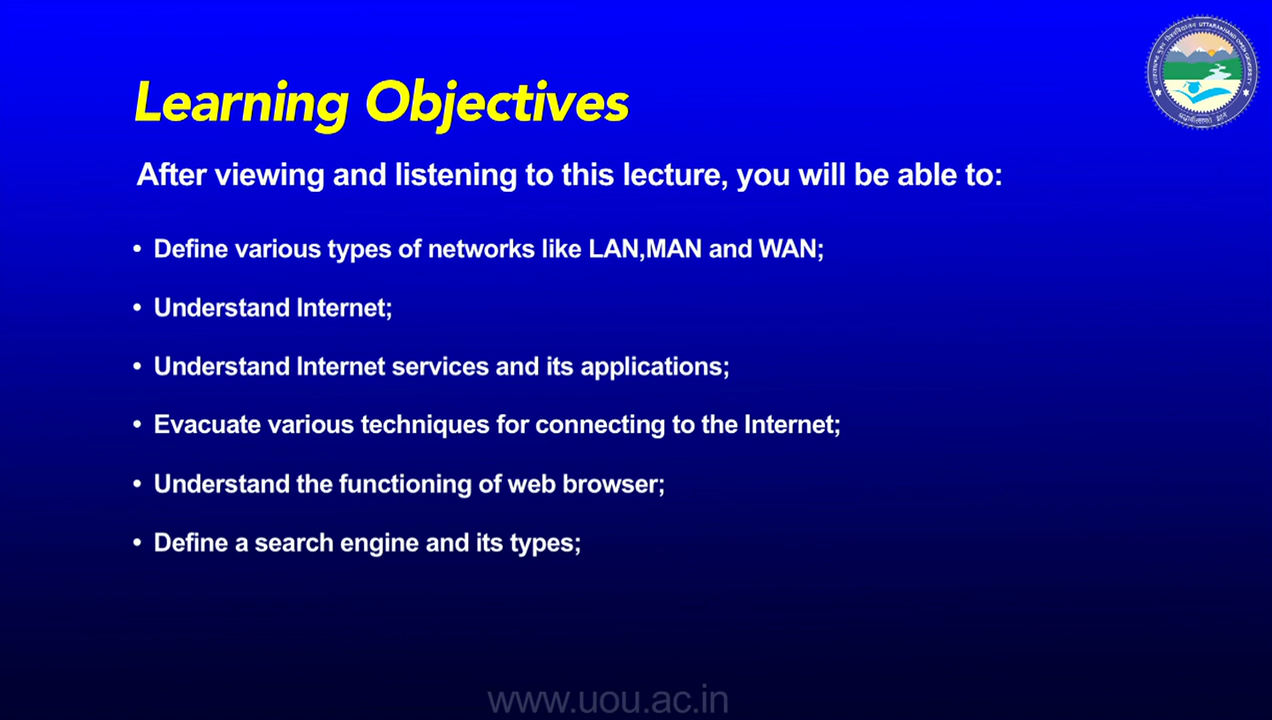 Learning Objectives
After viewing and listening to this lecture, you will be able to:
• Define various types of networks like LAN,MAN and WAN;
• Understand Internet;
• Understand Internet services and its applications;
• Evacuate various techniques for connecting to the Internet;
• Understand the functioning of web browser;
• Define a search engine and its types;
www.uou.ac.in